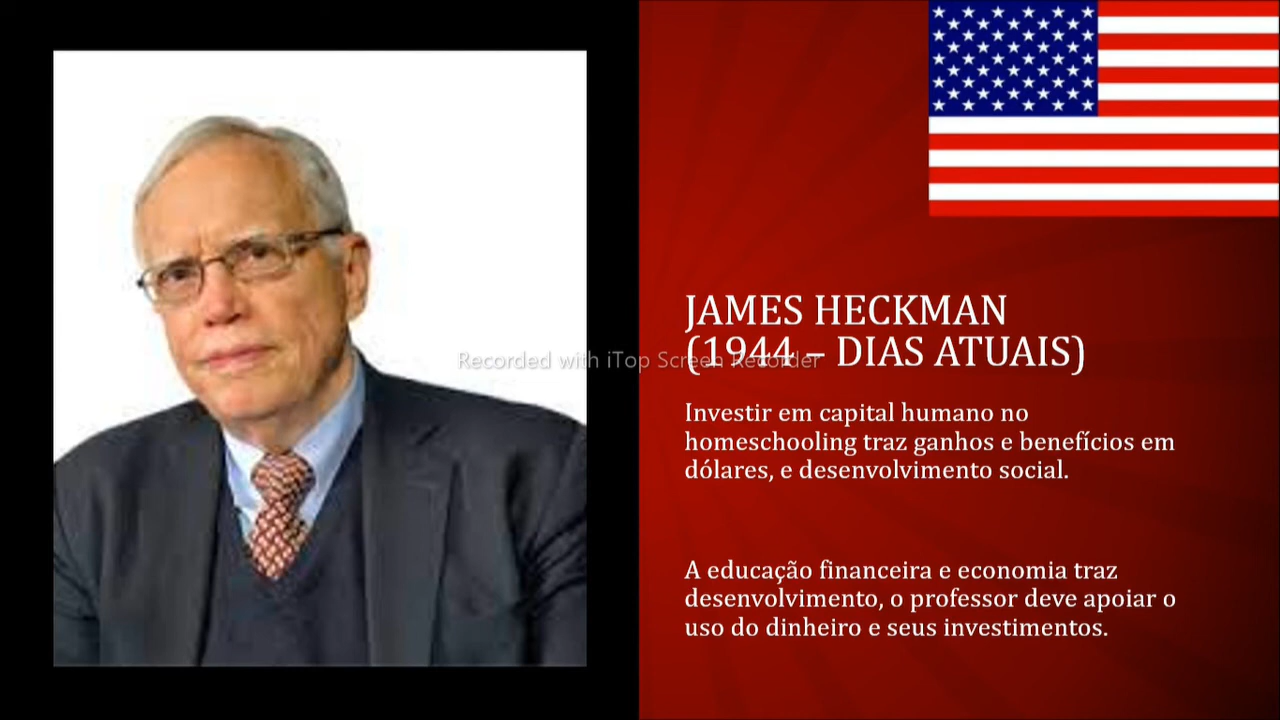 JAMES HECKMAN
(1944 – DIAS ATUAIS)
Recorded with iTop Screen Recorder
Investir em capital humano no
homeschooling traz ganhos e benefícios em
dólares, e desenvolvimento social.
A educação financeira e economia traz
desenvolvimento, o professor deve apoiar o
uso do dinheiro e seus investimentos.